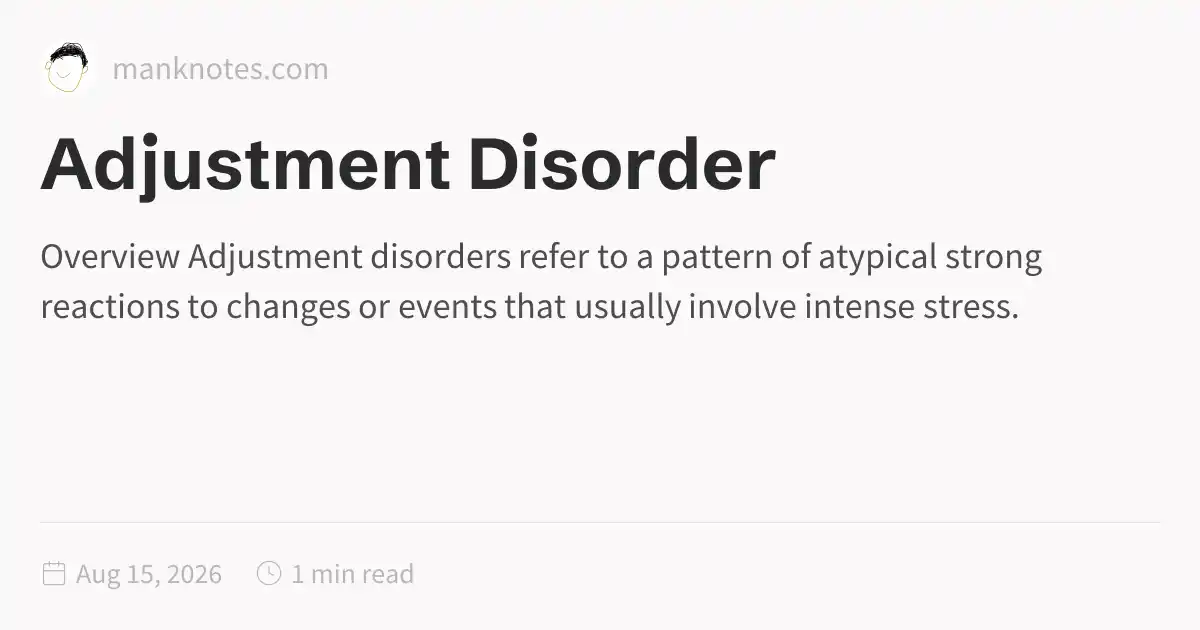 manknotes.com
Adjustment Disorder
Overview Adjustment disorders refer to a pattern of atypical strong
reactions to changes or events that usually involve intense stress.
Aug 15, 2026 1 min read